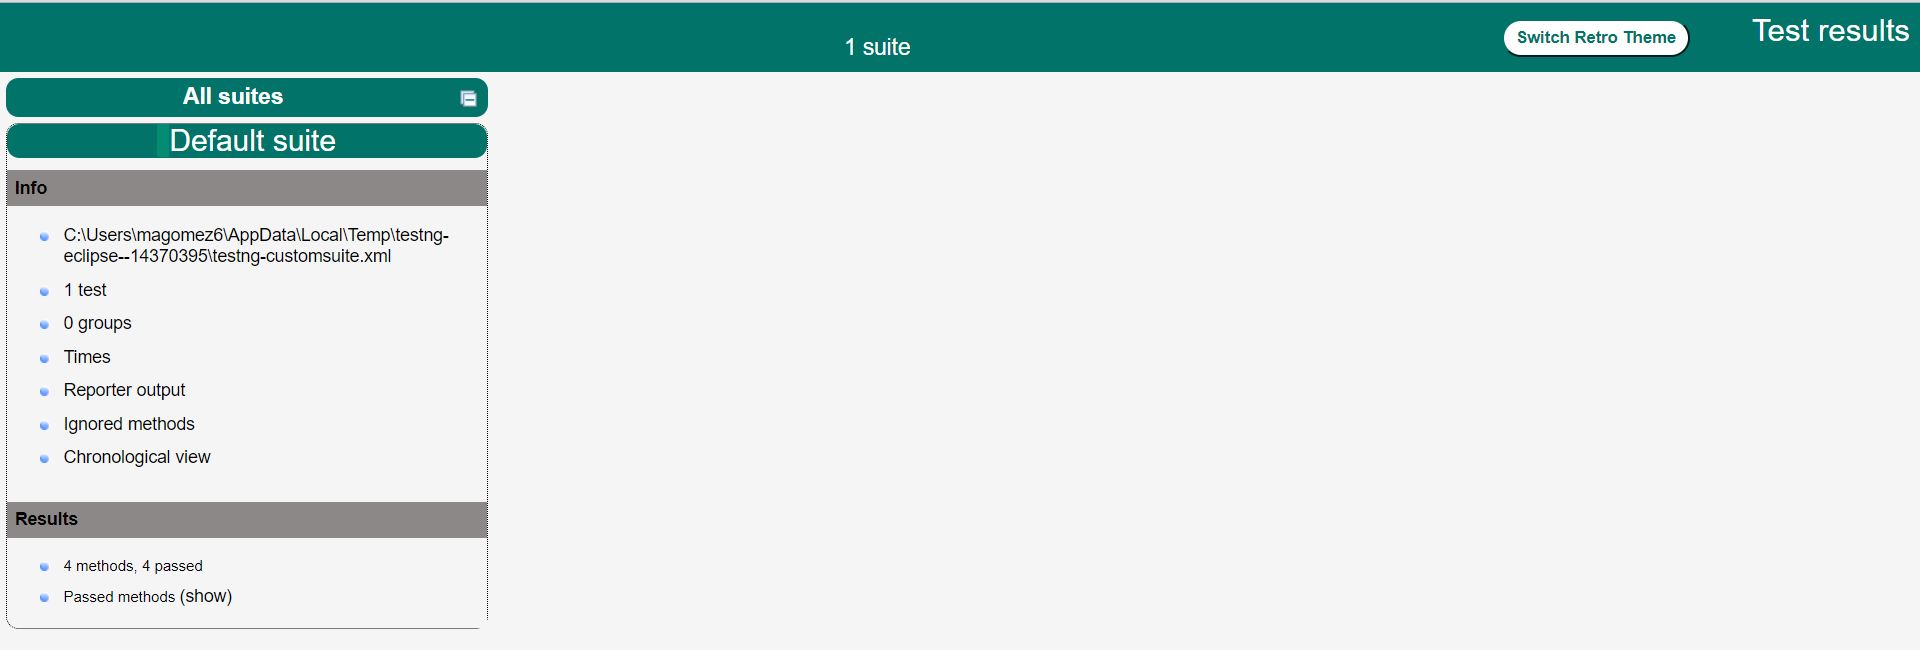 1 suite
Switch Retro Theme
Test results
All suites
Default suite
Info
C:\Users\magomez6\AppData\Local\Temp\testng-
eclipse--14370395\testng-customsuite.xml
1 test
0 groups
Times
Reporter output
Ignored methods
Chronological view
Results
4 methods, 4 passed
Passed methods (show)